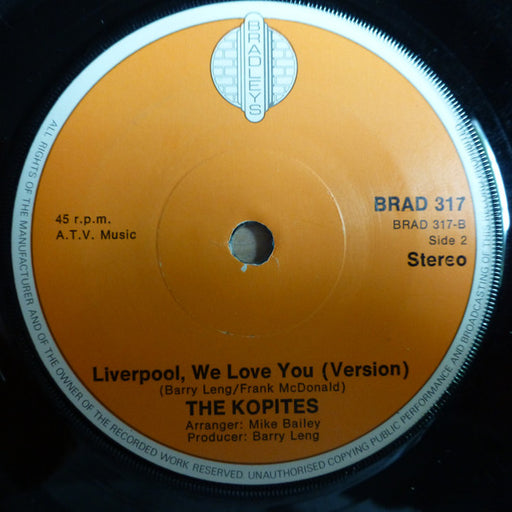 BRADLEYS
45 r.p.m.
A.T.V. Music
BRAD 317
BRAD 317-B
Side 2
Stereo
Liverpool, We Love You (Version)
(Barry Leng/Frank McDonald)
THE KOPITES
Arranger: Mike Bailey
Producer: Barry Leng
ALL RIGHTS OF THE MANUFACTURER AND OF THE OWNER OF THE RECORDED WORK RESERVED UNAUTHORISED COPYING PUBLIC PERFORMANCE AND BROADCASTING OF